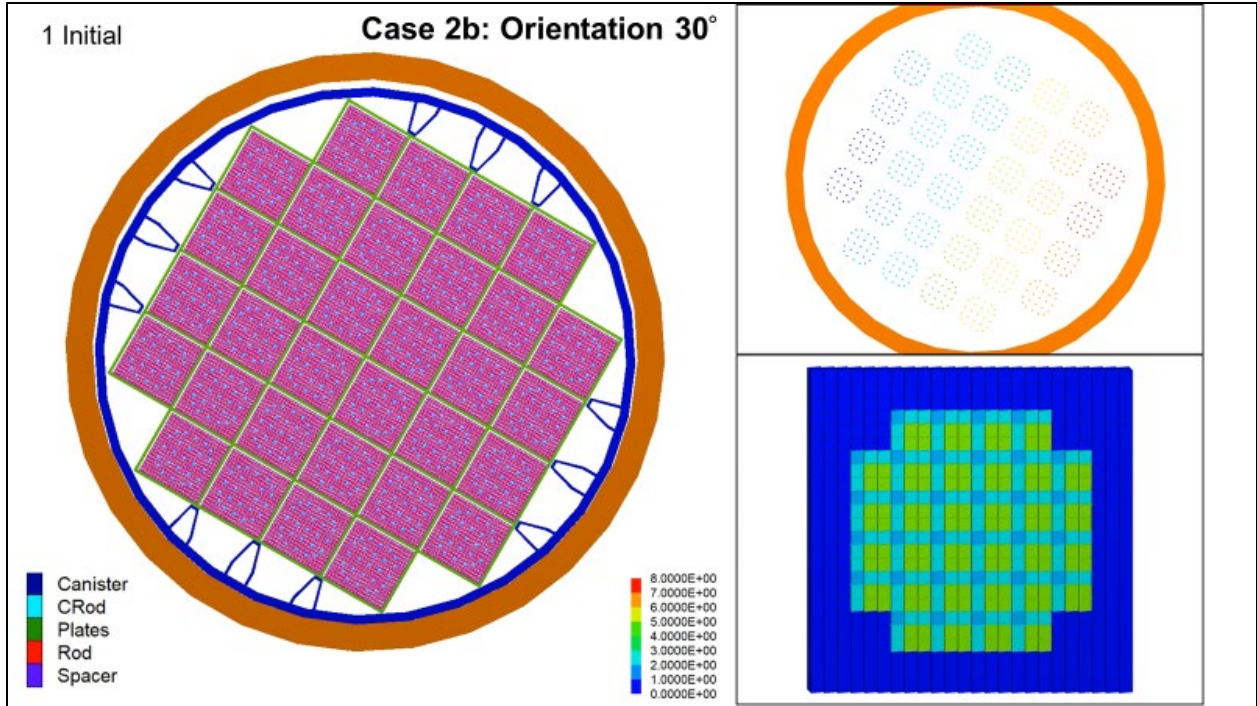 1 Initial
Case 2b: Orientation 30°
Canister
CRod
Plates
Rod
Spacer
8.0000E+00
7.0000E+00
6.0000E+00
5.0000E+00
4.0000E+00
3.0000E+00
2.0000E+00
1.0000E+00
0.0000E+00